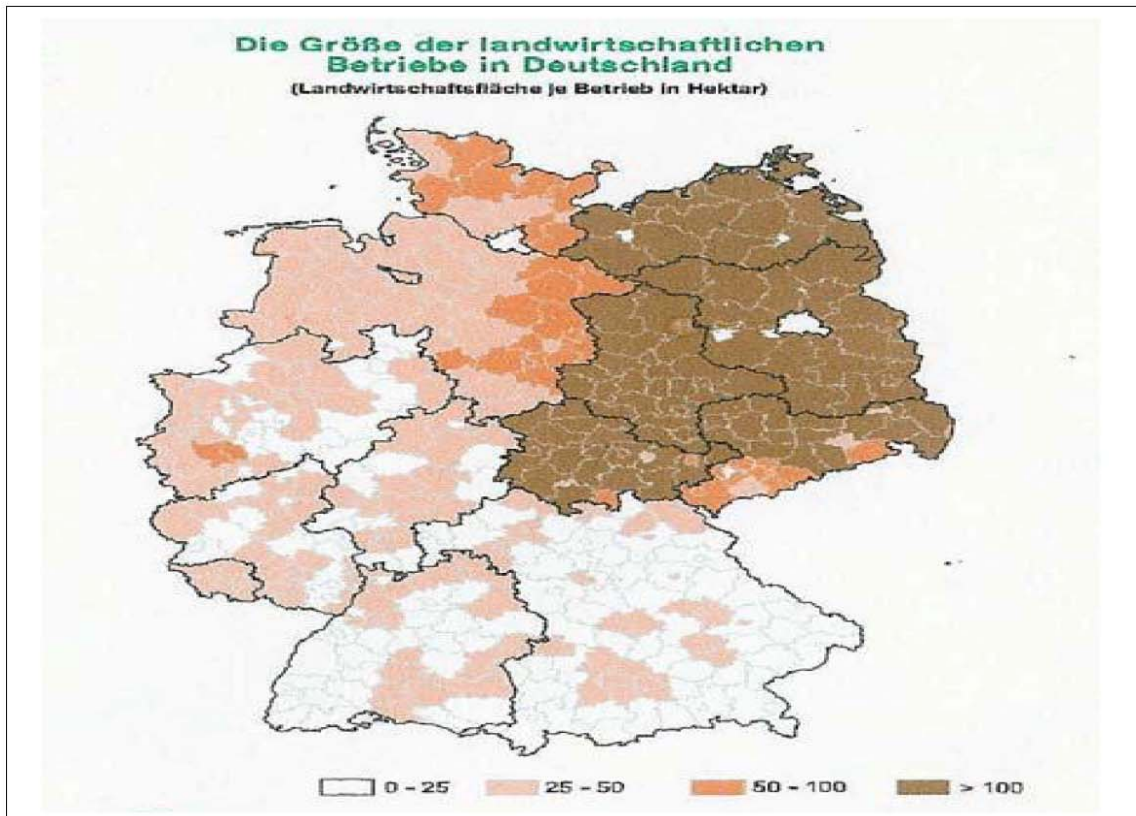 Die Größe der landwirtschaftlichen
Betriebe in Deutschland
(Landwirtschaftsfläche je Betrieb in Hektar)
0 - 25 25 - 50 50 - 100 > 100